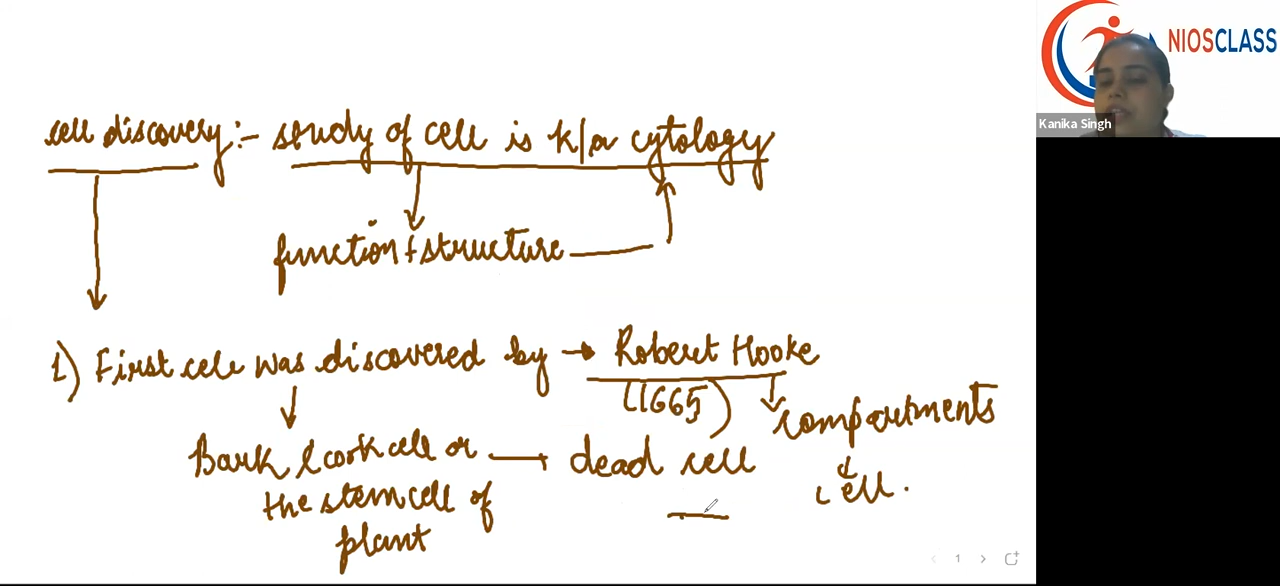 cell discovery :- study of cell is k/a cytology
function + structure
1) First cell was discovered by → Robert Hooke
(1665)
compartments
Bark & cork cell or
dead cell
cell.
the stem cell of
plant
NIOSCLASS
Kanika Singh
1